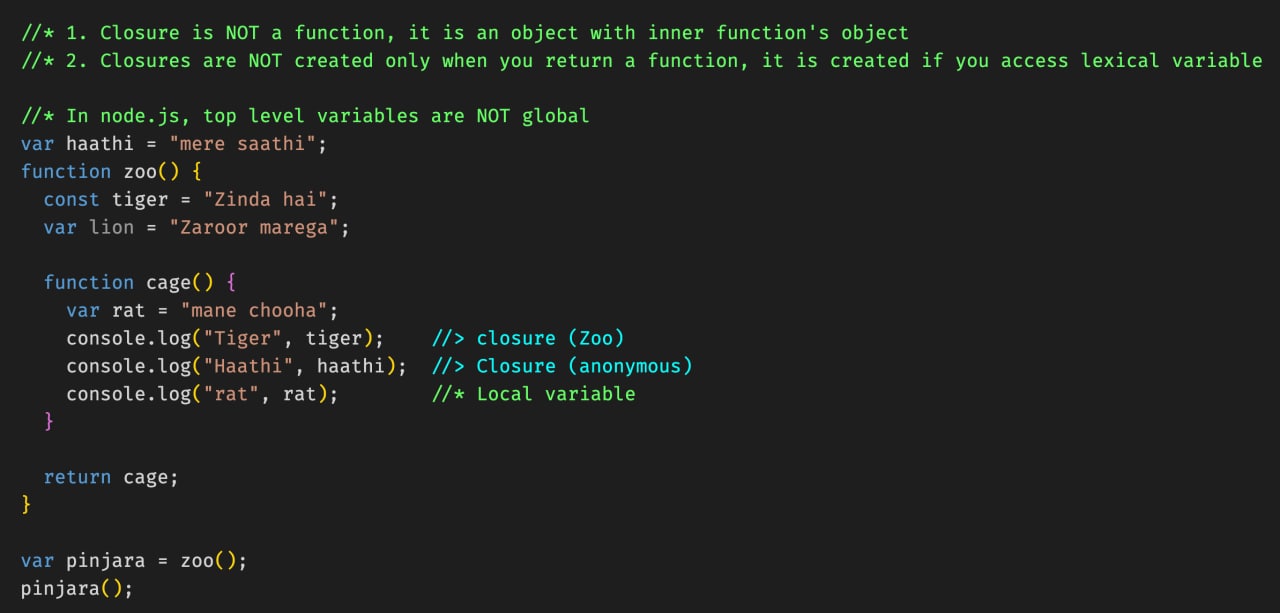 //* 1. Closure is NOT a function, it is an object with inner function's object
//* 2. Closures are NOT created only when you return a function, it is created if you access lexical variable
//* In node.js, top level variables are NOT global
var haathi = "mere saathi";
function zoo() {
  const tiger = "Zinda hai";
  var lion = "Zaroor marega";
  function cage() {
    var rat = "mane chooha";
    console.log("Tiger", tiger);    //> closure (Zoo)
    console.log("Haathi", haathi);  //> Closure (anonymous)
    console.log("rat", rat);        //* Local variable
  }
  return cage;
}
var pinjara = zoo();
pinjara();